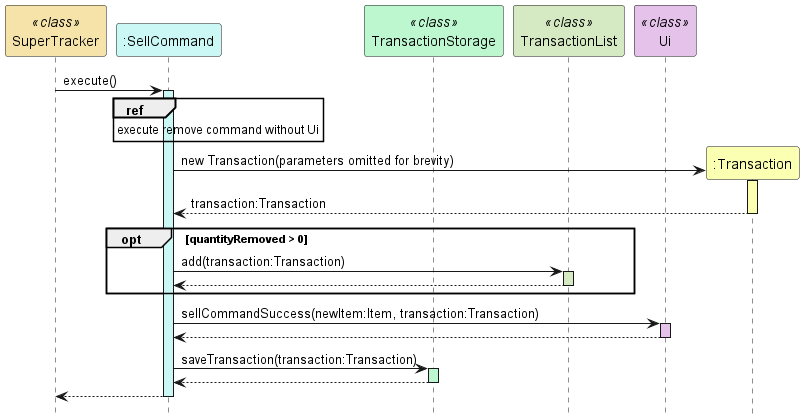 «class»
SuperTracker
:SellCommand
«class»
TransactionStorage
«class»
TransactionList
«class»
Ui
execute()
ref
execute remove command without Ui
new Transaction(parameters omitted for brevity)
:Transaction
transaction:Transaction
opt [quantityRemoved > 0]
add(transaction:Transaction)
sellCommandSuccess(newItem:Item, transaction:Transaction)
saveTransaction(transaction:Transaction)